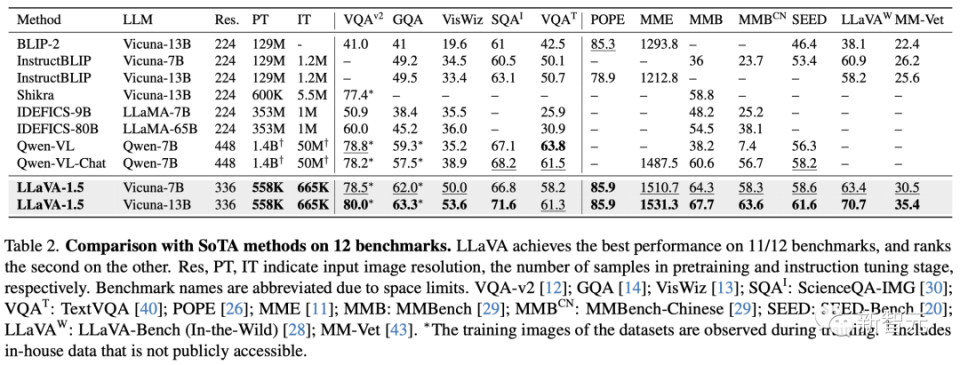 Method LLM Res. PT IT VQAv2 GQA VisWiz SQAI VQAT POPE MME MMB MMBCN SEED LLaVAW MM-Vet
BLIP-2 Vicuna-13B 224 129M - 41.0 41 19.6 61 42.5 85.3 1293.8 – – 46.4 38.1 22.4
InstructBLIP Vicuna-7B 224 129M 1.2M – 49.2 34.5 60.5 50.1 – – 36 23.7 53.4 60.9 26.2
InstructBLIP Vicuna-13B 224 129M 1.2M – 49.5 33.4 63.1 50.7 78.9 1212.8 – – – 58.2 25.6
Shikra Vicuna-13B 224 600K 5.5M 77.4* – – – – – – 58.8 – – – –
IDEFICS-9B LLaMA-7B 224 353M 1M 50.9 38.4 35.5 – 25.9 – – 48.2 25.2 – – –
IDEFICS-80B LLaMA-65B 224 353M 1M 60.0 45.2 36.0 – 30.9 – – 54.5 38.1 – – –
Qwen-VL Qwen-7B 448 1.4B† 50M† 78.8* 59.3* 35.2 67.1 63.8 – – 38.2 7.4 56.3 – –
Qwen-VL-Chat Qwen-7B 448 1.4B† 50M† 78.2* 57.5* 38.9 68.2 61.5 – 1487.5 60.6 56.7 58.2 – –
LLaVA-1.5 Vicuna-7B 336 558K 665K 78.5* 62.0* 50.0 66.8 58.2 85.9 1510.7 64.3 58.3 58.6 63.4 30.5
LLaVA-1.5 Vicuna-13B 336 558K 665K 80.0* 63.3* 53.6 71.6 61.3 85.9 1531.3 67.7 63.6 61.6 70.7 35.4
Table 2. Comparison with SoTA methods on 12 benchmarks. LLaVA achieves the best performance on 11/12 benchmarks, and ranks
the second on the other. Res, PT, IT indicate input image resolution, the number of samples in pretraining and instruction tuning stage,
respectively. Benchmark names are abbreviated due to space limits. VQA-v2 [12]; GQA [14]; VisWiz [13]; SQAI: ScienceQA-IMG [30];
VQAT: TextVQA [40]; POPE [26]; MME [11]; MMB: MMBench [29]; MMBCN: MMBench-Chinese [29]; SEED: SEED-Bench [20];
LLaVAW: LLaVA-Bench (In-the-Wild) [28]; MM-Vet [43]. *The training images of the datasets are observed during training. Includes
in-house data that is not publicly accessible.
新智元